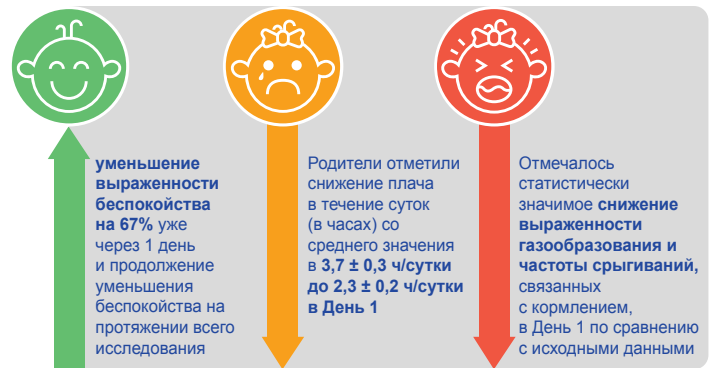 уменьшение
выраженности
беспокойства
на 67% уже
через 1 день
и продолжение
уменьшения
беспокойства на
протяжении всего
исследования
Родители отметили
снижение плача
в течение суток
(в часах) со
среднего значения
в 3,7 ± 0,3 ч/сутки
до 2,3 ± 0,2 ч/сутки
в День 1
Отмечалось
статистически
значимое снижение
выраженности
газообразования и
частоты срыгиваний,
связанных
с кормлением,
в День 1 по сравнению
с исходными данными